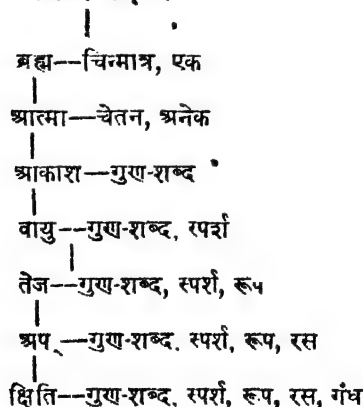 ब्रह्म--चिन्मात्र, एक
आत्मा--चेतन, अनेक
आकाश--गुण-शब्द
वायु--गुण-शब्द, स्पर्श
तेज--गुण-शब्द, स्पर्श, रूप
अप्--गुण-शब्द. स्पर्श, रूप, रस
क्षिति--गुण-शब्द, स्पर्श, रूप, रस, गंध